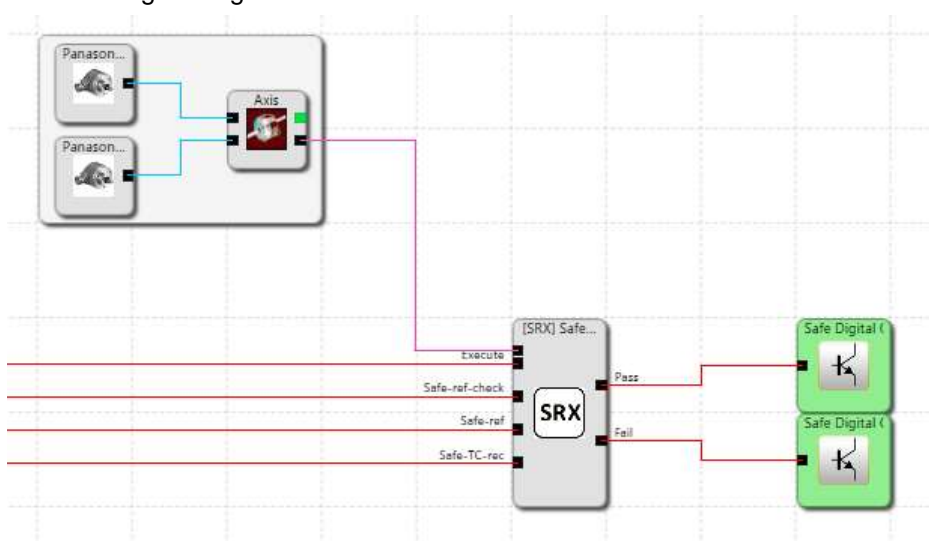 Panason...
Axis
Panason...
[SRX] Safe...
Execute
Safe-ref-check
Safe-ref
Safe-TC-rec
SRX
Pass
Fail
Safe Digital (
Safe Digital (